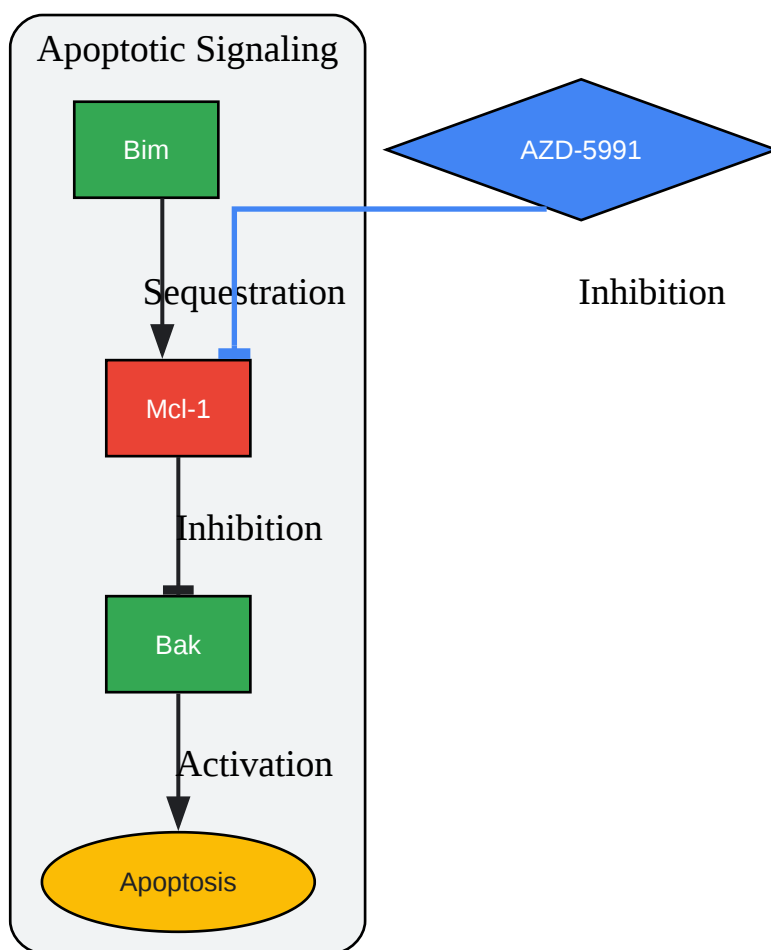 Apoptotic Signaling
Bim
AZD-5991
Sequestration
Inhibition
Mcl-1
Inhibition
Bak
Activation
Apoptosis